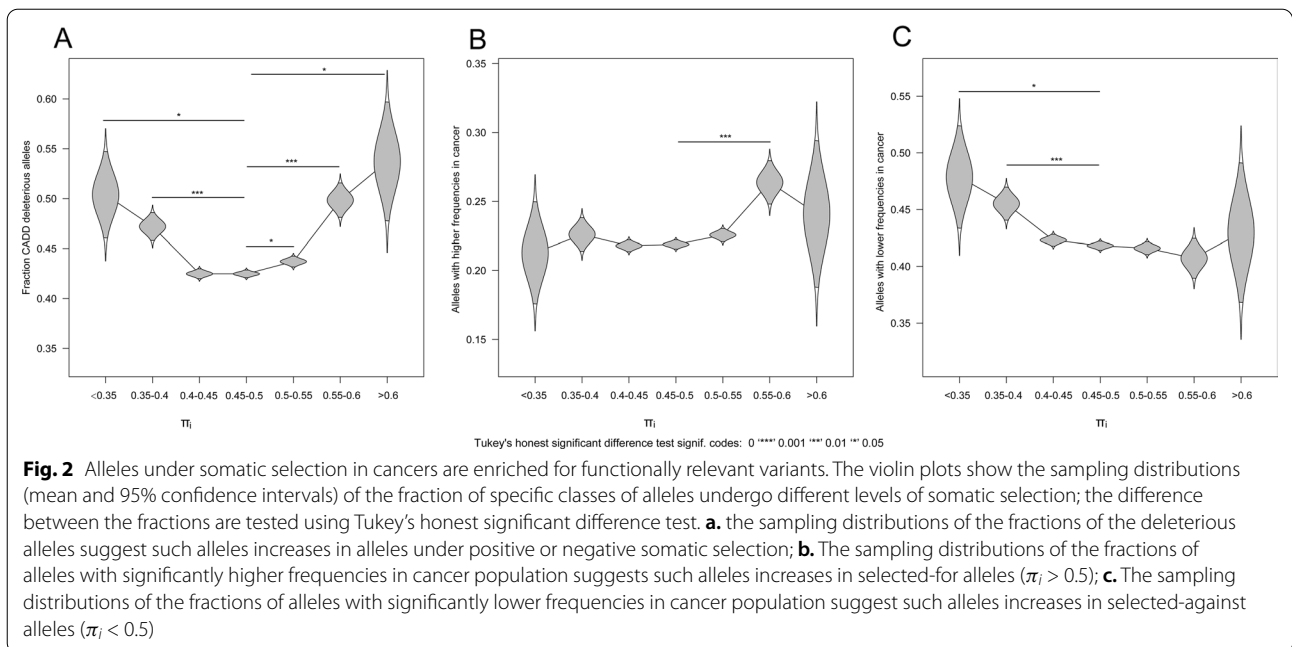 A
B
C
Fraction CADD deleterious alleles
0.60
0.55
0.50
0.45
0.40
0.35
*
*
***
***
*
<0.35 0.35-0.4 0.4-0.45 0.45-0.5 0.5-0.55 0.55-0.6 >0.6
πi
Alleles with higher frequencies in cancer
0.35
0.30
0.25
0.20
0.15
***
<0.35 0.35-0.4 0.4-0.45 0.45-0.5 0.5-0.55 0.55-0.6 >0.6
πi
Alleles with lower frequencies in cancer
0.55
0.50
0.45
0.40
0.35
*
***
<0.35 0.35-0.4 0.4-0.45 0.45-0.5 0.5-0.55 0.55-0.6 >0.6
πi
Tukey's honest significant difference test signif. codes: 0 '***' 0.001 '**' 0.01 '*' 0.05
Fig. 2 Alleles under somatic selection in cancers are enriched for functionally relevant variants. The violin plots show the sampling distributions
(mean and 95% confidence intervals) of the fraction of specific classes of alleles undergo different levels of somatic selection; the difference
between the fractions are tested using Tukey's honest significant difference test. a. the sampling distributions of the fractions of the deleterious
alleles suggest such alleles increases in alleles under positive or negative somatic selection; b. The sampling distributions of the fractions of
alleles with significantly higher frequencies in cancer population suggests such alleles increases in selected-for alleles (πi > 0.5); c. The sampling
distributions of the fractions of alleles with significantly lower frequencies in cancer population suggest such alleles increases in selected-against
alleles (πi < 0.5)